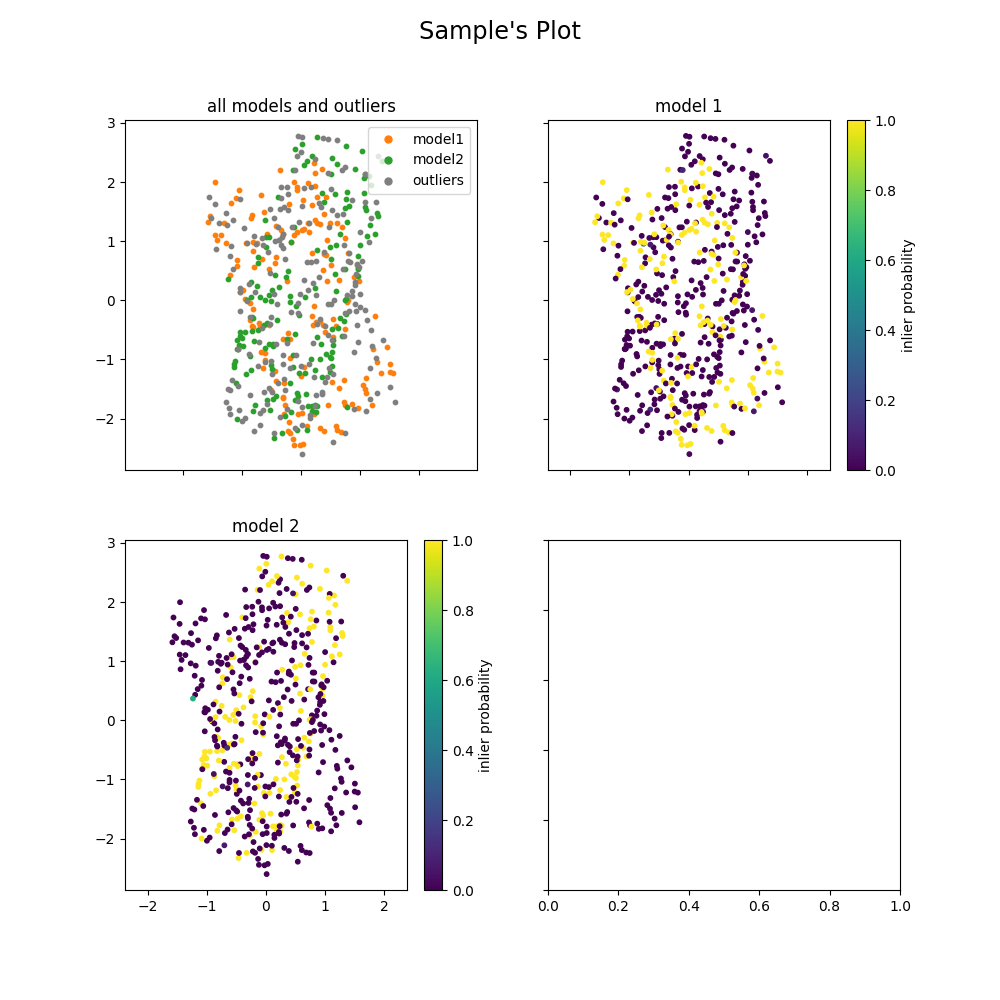 Sample's Plot
all models and outliers
model1
model2
outliers
3
2
1
0
−1
−2
model 1
1.0
0.8
0.6
0.4
0.2
0.0
inlier probability
model 2
3
2
1
0
−1
−2
−2 −1 0 1 2
1.0
0.8
0.6
0.4
0.2
0.0
inlier probability
0.0 0.2 0.4 0.6 0.8 1.0